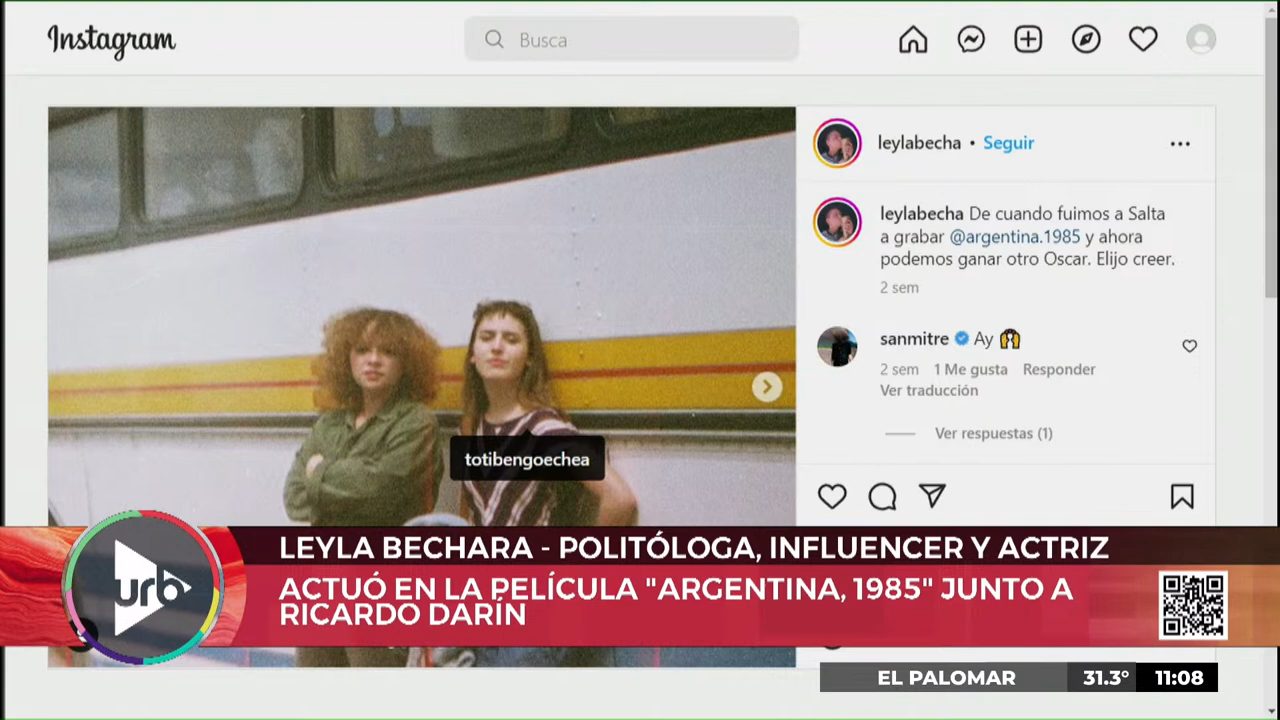 Instagram
Busca
leylabecha • Seguir
leylabecha De cuando fuimos a Salta
a grabar @argentina.1985 y ahora
podemos ganar otro Oscar. Elijo creer.
2 sem
sanmitre Ay
2 sem 1 Me gusta Responder
Ver traducción
Ver respuestas (1)
totibengoechea
urb
LEYLA BECHARA - POLITÓLOGA, INFLUENCER Y ACTRIZ
ACTUÓ EN LA PELÍCULA "ARGENTINA, 1985" JUNTO A
RICARDO DARÍN
EL PALOMAR 31.3° 11:08